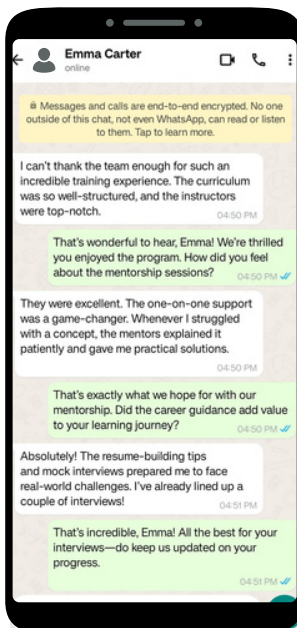 Emma Carter
online
Messages and calls are end-to-end encrypted. No one
outside of this chat, not even WhatsApp, can read or listen
to them. Tap to learn more.
I can't thank the team enough for such an
incredible training experience. The curriculum
was so well-structured, and the instructors
were top-notch.
04:50 PM
That's wonderful to hear, Emma! We're thrilled
you enjoyed the program. How did you feel
about the mentorship sessions?
04:50 PM
They were excellent. The one-on-one support
was a game-changer. Whenever I struggled
with a concept, the mentors explained it
patiently and gave me practical solutions.
04:50 PM
That's exactly what we hope for with our
mentorship. Did the career guidance add value
to your learning journey?
04:50 PM
Absolutely! The resume-building tips
and mock interviews prepared me to face
real-world challenges. I've already lined up a
couple of interviews!
04:51 PM
That's incredible, Emma! All the best for your
interviews—do keep us updated on your
progress.
04:51 PM